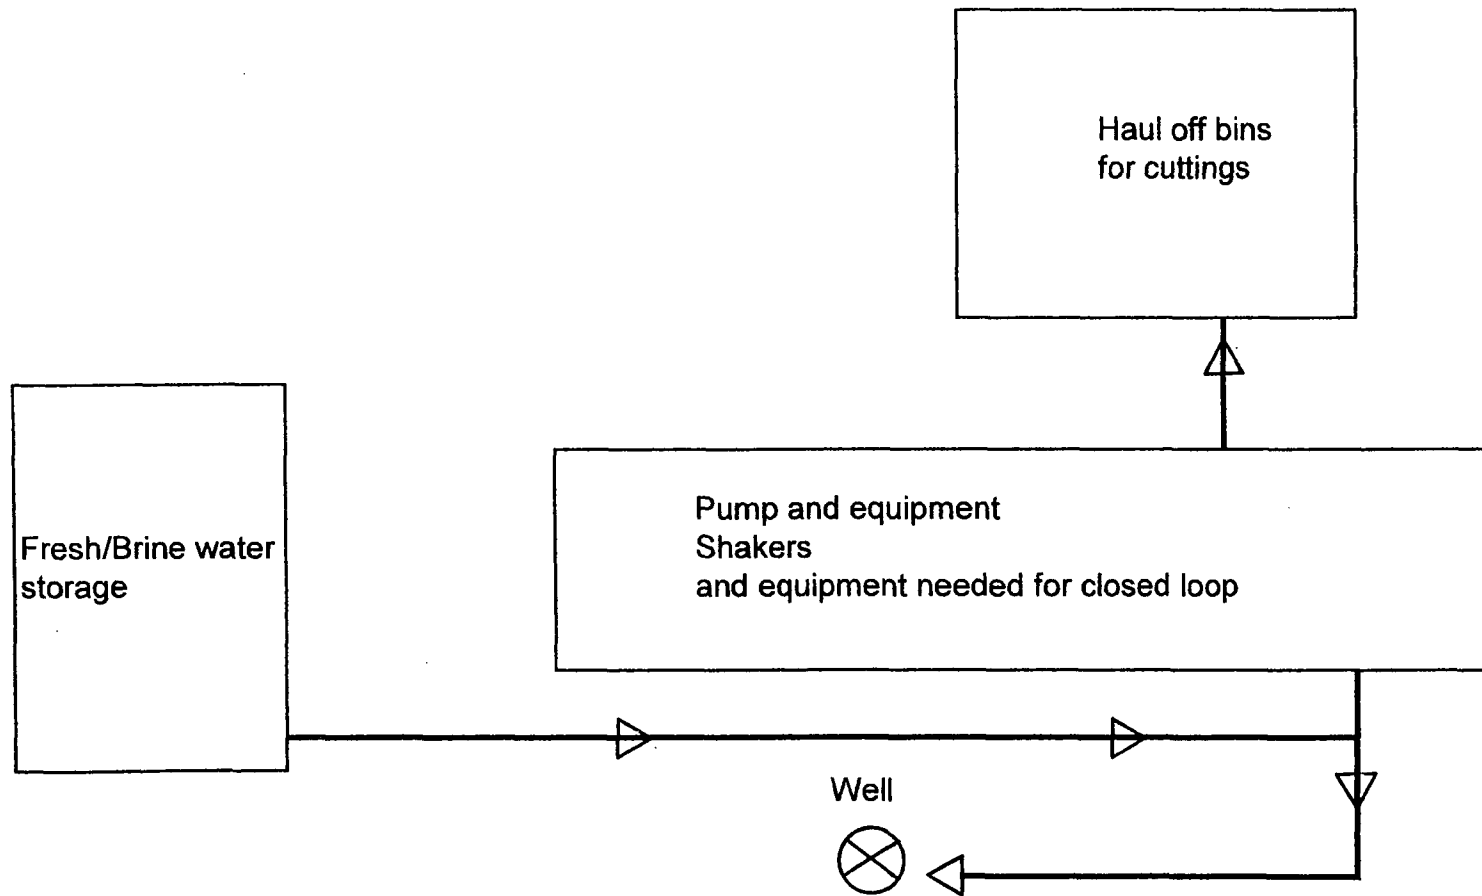 Haul off bins
for cuttings
Pump and equipment
Shakers
and equipment needed for closed loop
Fresh/Brine water
storage
Well